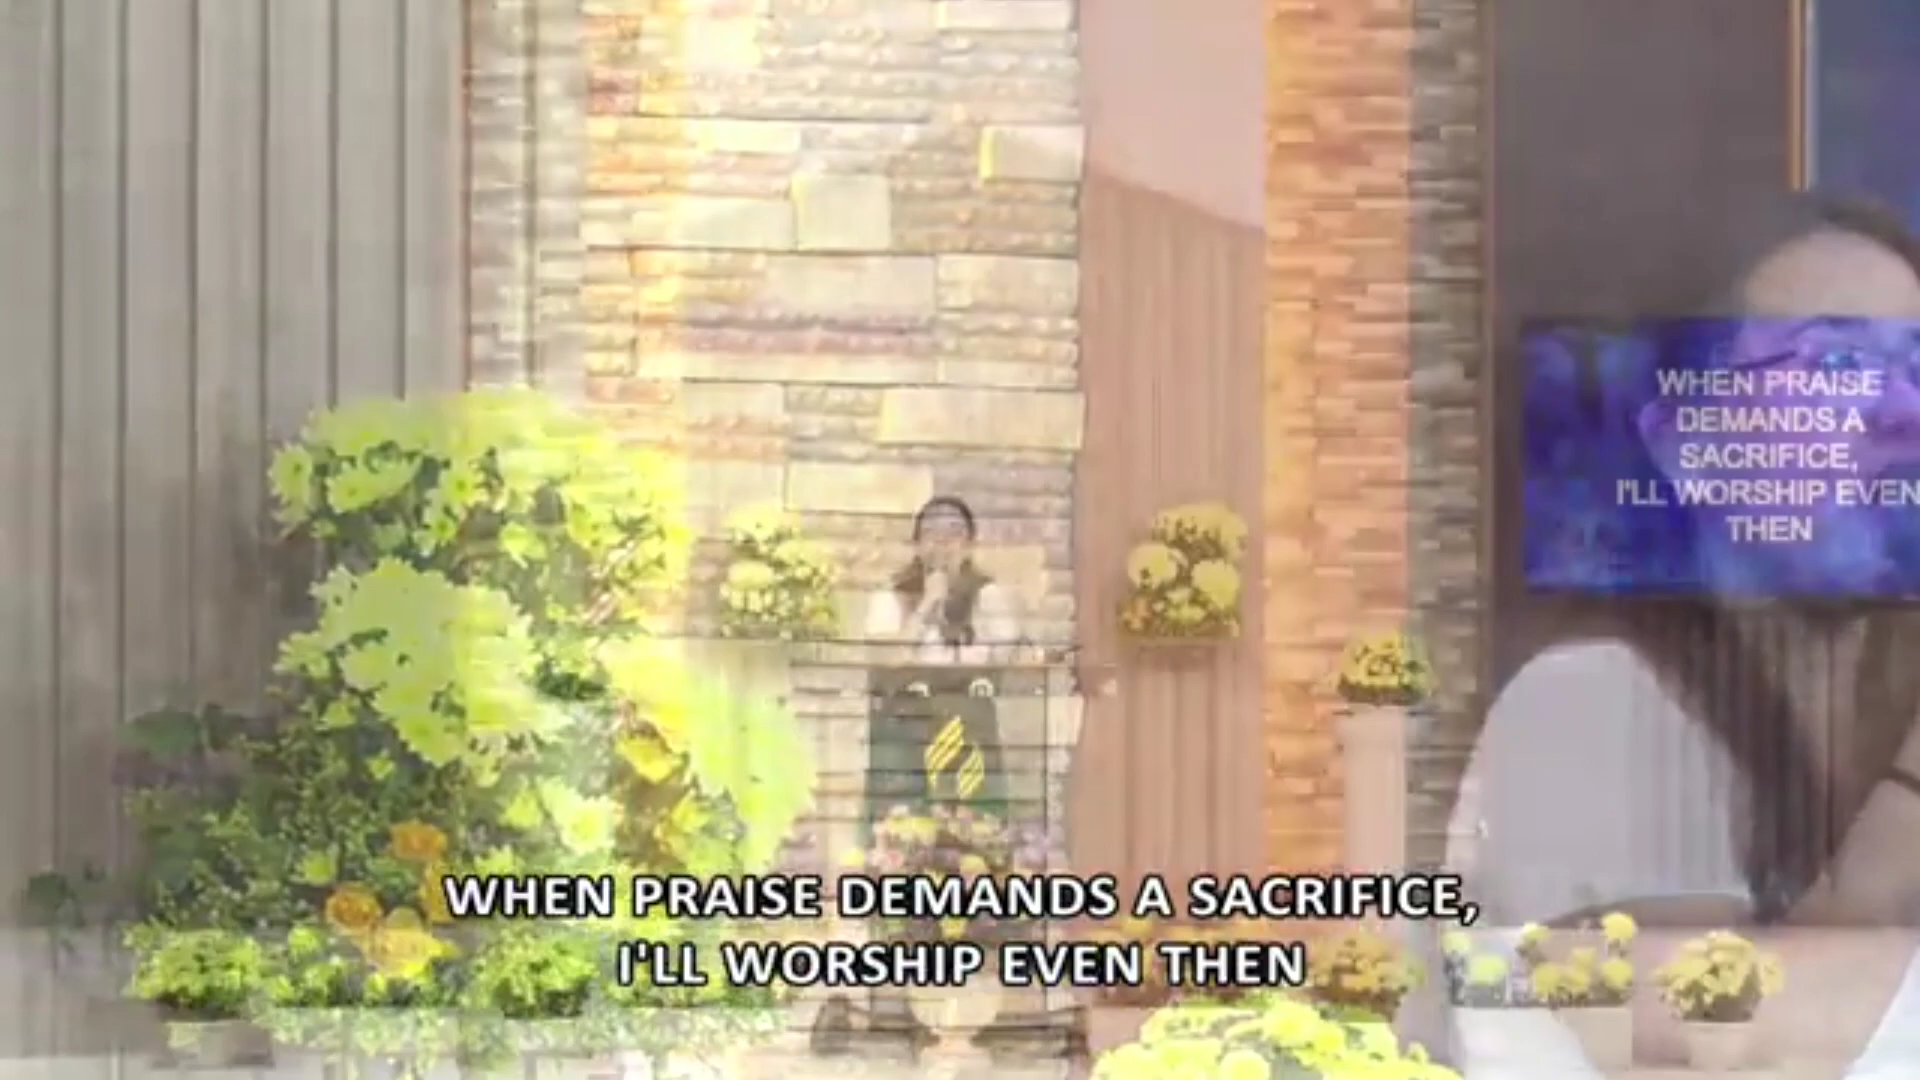 WHEN PRAISE
DEMANDS A
SACRIFICE,
I'LL WORSHIP EVEN
THEN
WHEN PRAISE DEMANDS A SACRIFICE,
I'LL WORSHIP EVEN THEN